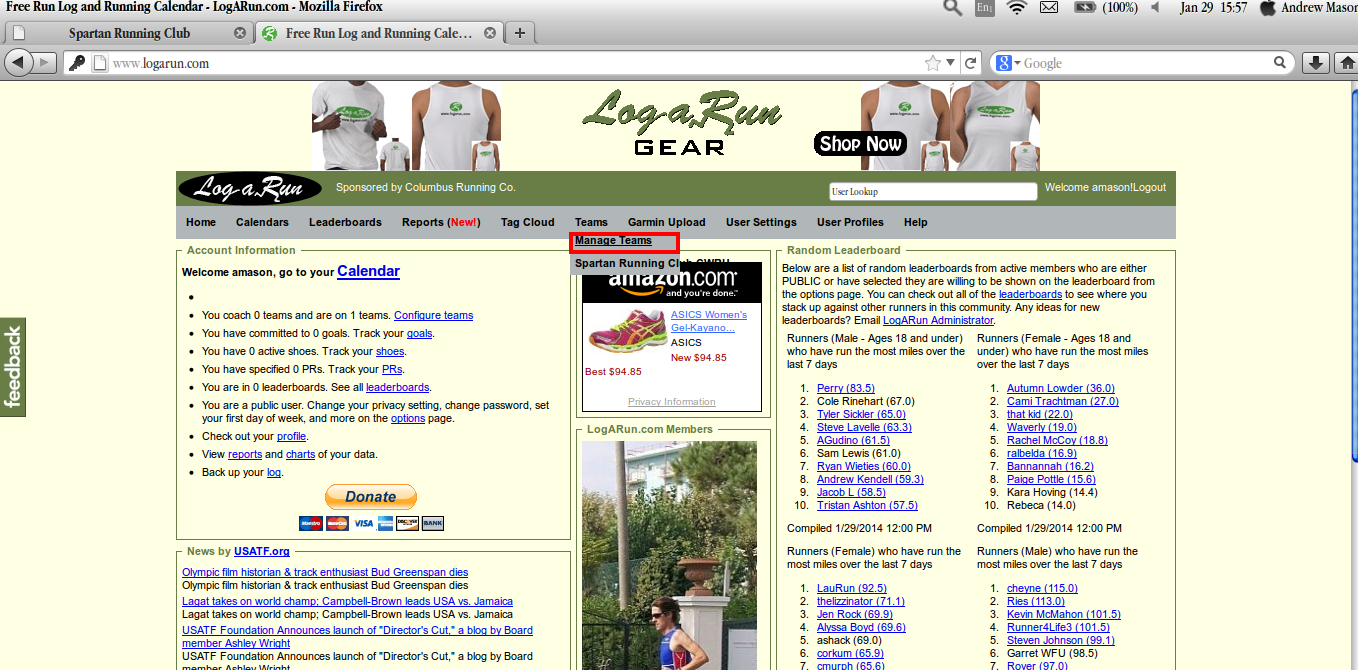 Free Run Log and Running Calendar - LogARun.com - Mozilla Firefox
En1
(100%)
Jan 29 15:57
Andrew Mason
Spartan Running Club
Free Run Log and Running Cale...
www.logarun.com
Google
Log-a-Run
GEAR
Shop Now
Log-a-Run
Sponsored by Columbus Running Co.
User Lookup
Welcome amason!Logout
Home Calendars Leaderboards Reports (New!) Tag Cloud Teams Garmin Upload User Settings User Profiles Help
Manage Teams
Spartan Running Club CWRU
Account Information
Welcome amason, go to your Calendar
You coach 0 teams and are on 1 teams. Configure teams
You have committed to 0 goals. Track your goals.
You have 0 active shoes. Track your shoes.
You have specified 0 PRs. Track your PRs.
You are in 0 leaderboards. See all leaderboards.
You are a public user. Change your privacy setting, change password, set
your first day of week, and more on the options page.
Check out your profile.
View reports and charts of your data.
Back up your log.
Donate
Maestro
MasterCard
VISA
DISCOVER
BANK
News by USATF.org
Olympic film historian & track enthusiast Bud Greenspan dies
Olympic film historian & track enthusiast Bud Greenspan dies
Lagat takes on world champ; Campbell-Brown leads USA vs. Jamaica
Lagat takes on world champ; Campbell-Brown leads USA vs. Jamaica
USATF Foundation Announces launch of "Director's Cut," a blog by Board
member Ashley Wright
USATF Foundation Announces launch of "Director's Cut," a blog by Board
member Ashley Wright
amazon.com
and you're done.
ASICS Women's
Gel-Kayano...
ASICS
New $94.85
Best $94.85
Privacy Information
LogARun.com Members
Random Leaderboard
Below are a list of random leaderboards from active members who are either
PUBLIC or have selected they are willing to be shown on the leaderboard from
the options page. You can check out all of the leaderboards to see where you
stack up against other runners in this community. Any ideas for new
leaderboards? Email LogARun Administrator.
Runners (Male - Ages 18 and under)
who have run the most miles over the
last 7 days
1. Perry (83.5)
2. Cole Rinehart (67.0)
3. Tyler Sickler (65.0)
4. Steve Lavelle (63.3)
5. AGudino (61.5)
6. Sam Lewis (61.0)
7. Ryan Wieties (60.0)
8. Andrew Kendell (59.3)
9. Jacob L (58.5)
10. Tristan Ashton (57.5)
Compiled 1/29/2014 12:00 PM
Runners (Female - Ages 18 and
under) who have run the most miles
over the last 7 days
1. Autumn Lowder (36.0)
2. Cami Trachtman (27.0)
3. that kid (22.0)
4. Waverly (19.0)
5. Rachel McCoy (18.8)
6. ralbelda (16.9)
7. Bannannah (16.2)
8. Paige Pottle (15.6)
9. Kara Hoving (14.4)
10. Rebeca (14.0)
Compiled 1/29/2014 12:00 PM
Runners (Female) who have run the
most miles over the last 7 days
1. LauRun (92.5)
2. thelizzinator (71.1)
3. Jen Rock (69.9)
4. Alyssa Boyd (69.6)
5. ashack (69.0)
6. corkum (65.9)
7. cmurph (65.6)
Runners (Male) who have run the
most miles over the last 7 days
1. cheyne (115.0)
2. Ries (113.0)
3. Kevin McMahon (101.5)
4. Runner4Life3 (101.5)
5. Steven Johnson (99.1)
6. Garret WFU (98.5)
7. Royer (97.0)
feedback